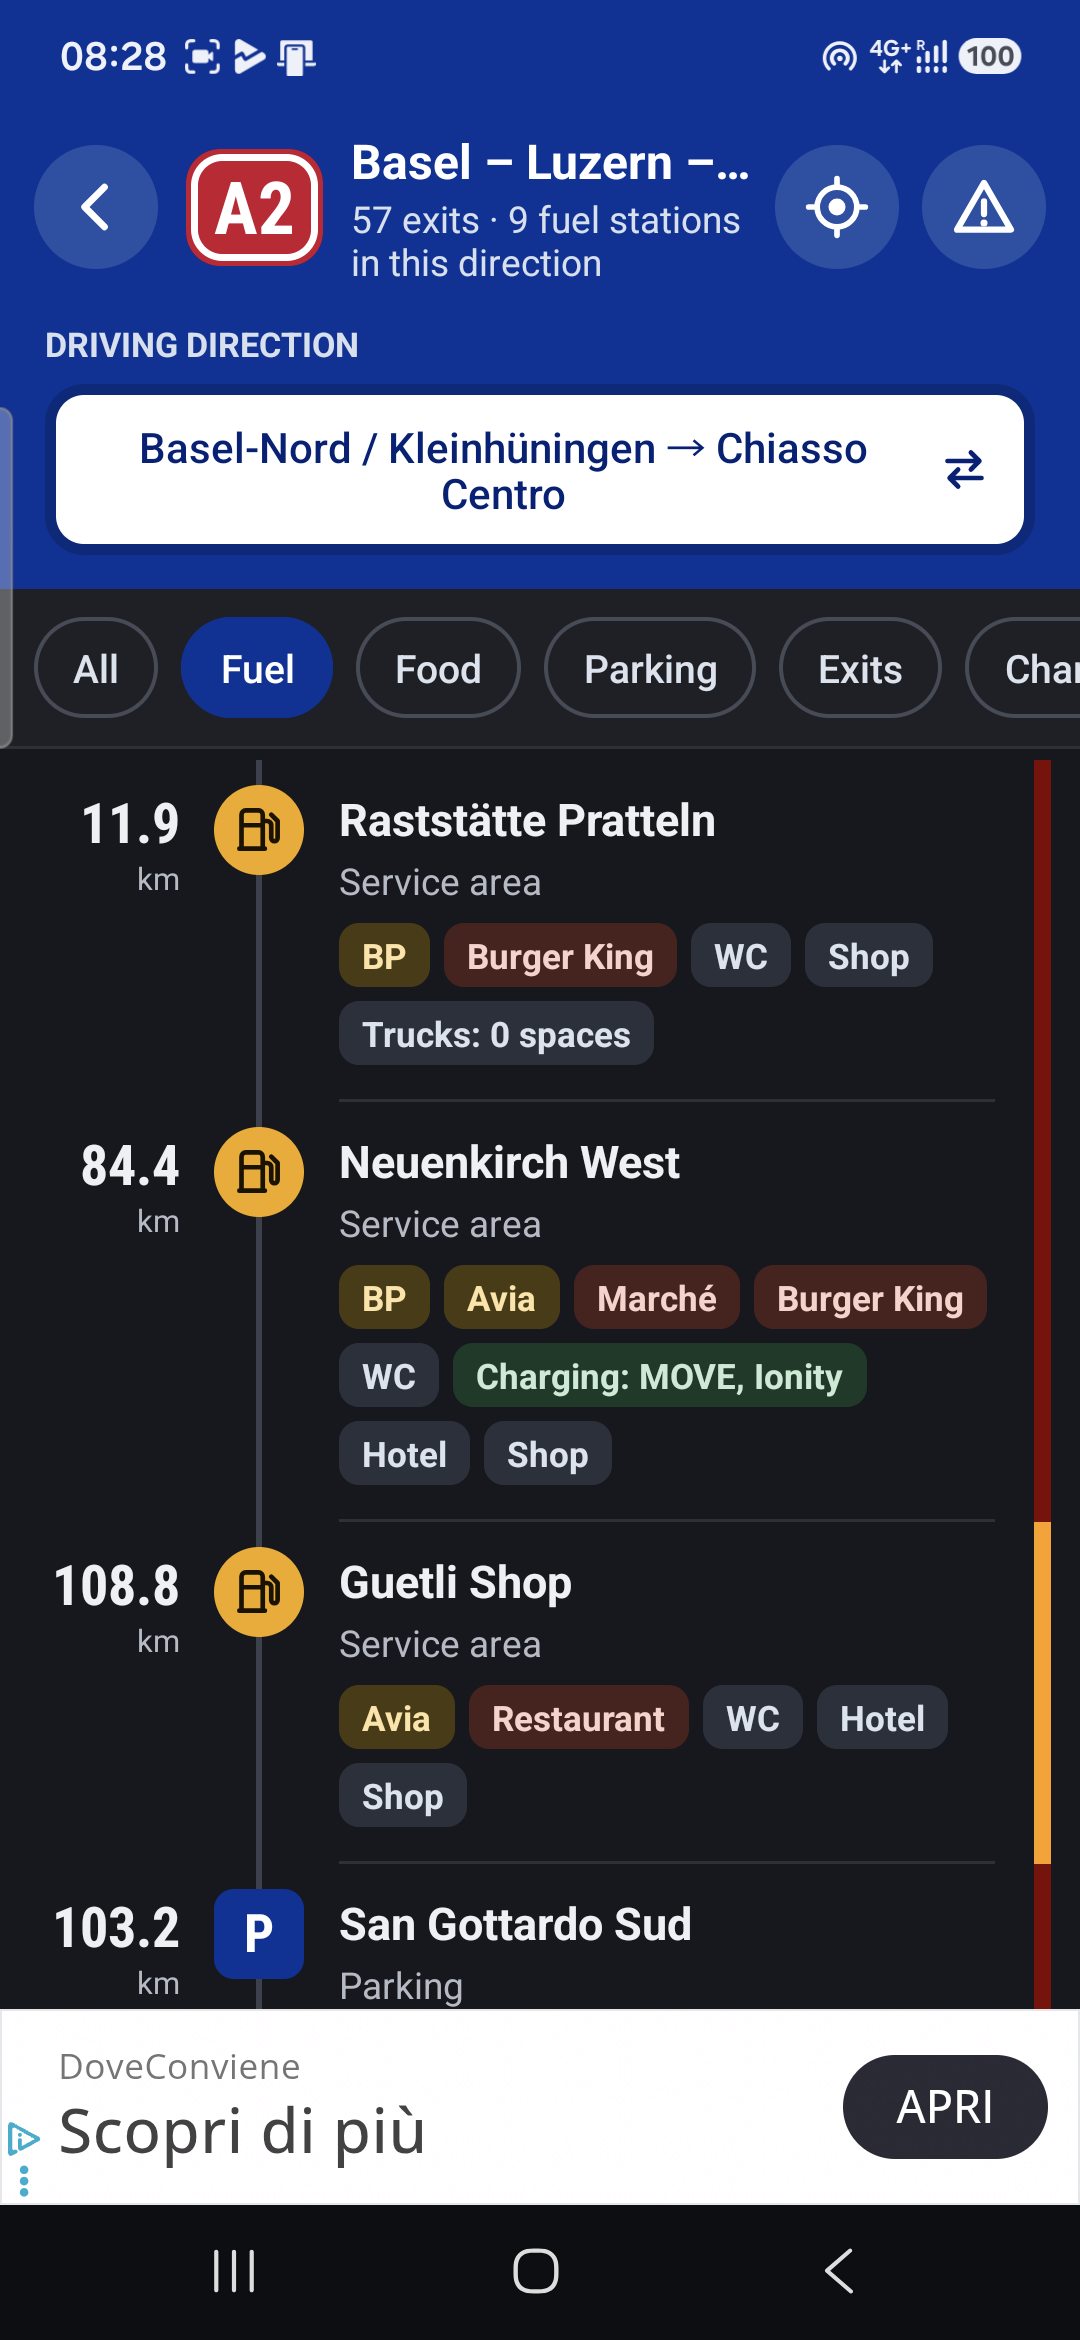 08:28
4G+ R
100
A2
Basel – Luzern –…
57 exits · 9 fuel stations
in this direction
DRIVING DIRECTION
Basel-Nord / Kleinhüningen → Chiasso
Centro
All
Fuel
Food
Parking
Exits
Char
11.9
km
Raststätte Pratteln
Service area
BP
Burger King
WC
Shop
Trucks: 0 spaces
84.4
km
Neuenkirch West
Service area
BP
Avia
Marché
Burger King
WC
Charging: MOVE, Ionity
Hotel
Shop
108.8
km
Guetli Shop
Service area
Avia
Restaurant
WC
Hotel
Shop
103.2
km
P
San Gottardo Sud
Parking
DoveConviene
Scopri di più
APRI